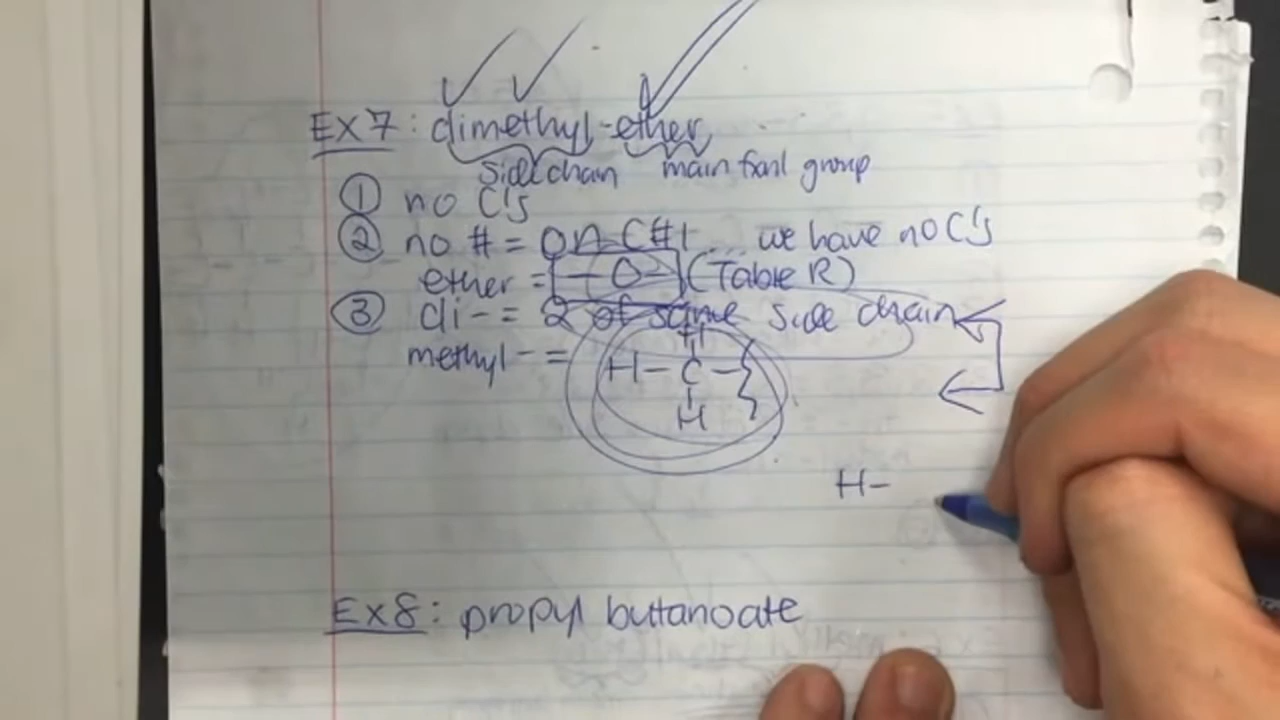 Ex7: dimethyl-ether
side chain main fxnl group
① no C's
② no # = on C#1... we have no C's
ether = -O- (Table R)
③ di- = 2 of same side chain
H
methyl- = H-C-
H
H-
Ex8: propyl buttanoate